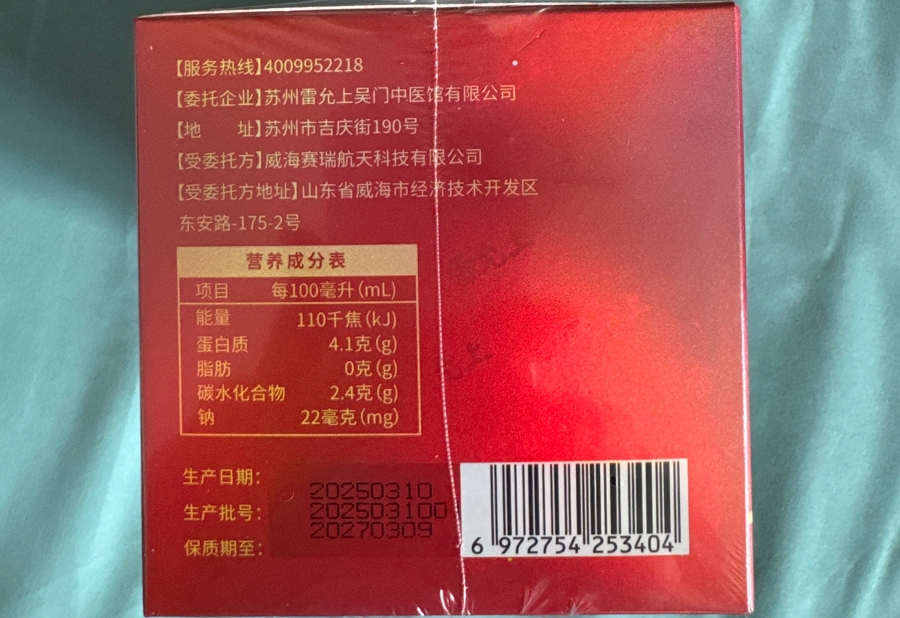 【服务热线】4009952218
【委托企业】苏州雷允上吴门中医馆有限公司
【地　　址】苏州市吉庆街190号
【受委托方】威海赛瑞航天科技有限公司
【受委托方地址】山东省威海市经济技术开发区
东安路-175-2号
营养成分表
项目 每100毫升(mL)
能量 110千焦(kJ)
蛋白质 4.1克(g)
脂肪 0克(g)
碳水化合物 2.4克(g)
钠 22毫克(mg)
生产日期: 20250310
生产批号: 202503100
保质期至: 20270309
6 972754 253404